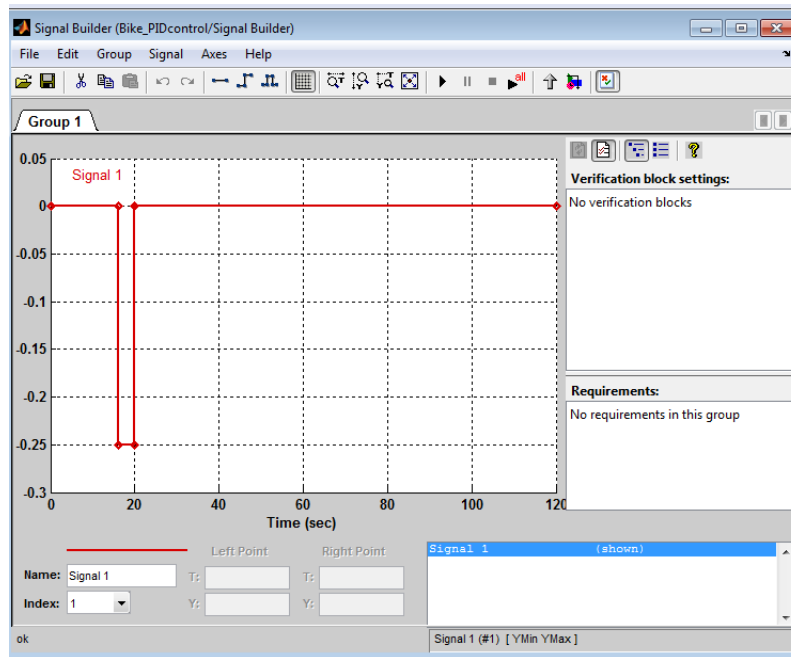 Signal Builder (Bike_PIDcontrol/Signal Builder)
File Edit Group Signal Axes Help
all
Group 1
Signal 1
0.05
0
-0.05
-0.1
-0.15
-0.2
-0.25
-0.3
0 20 40 60 80 100 120
Time (sec)
Verification block settings:
No verification blocks
Requirements:
No requirements in this group
Left Point Right Point
Name: Signal 1 T: T:
Index: 1 Y: Y:
Signal 1 (shown)
ok
Signal 1 (#1) [ YMin YMax ]